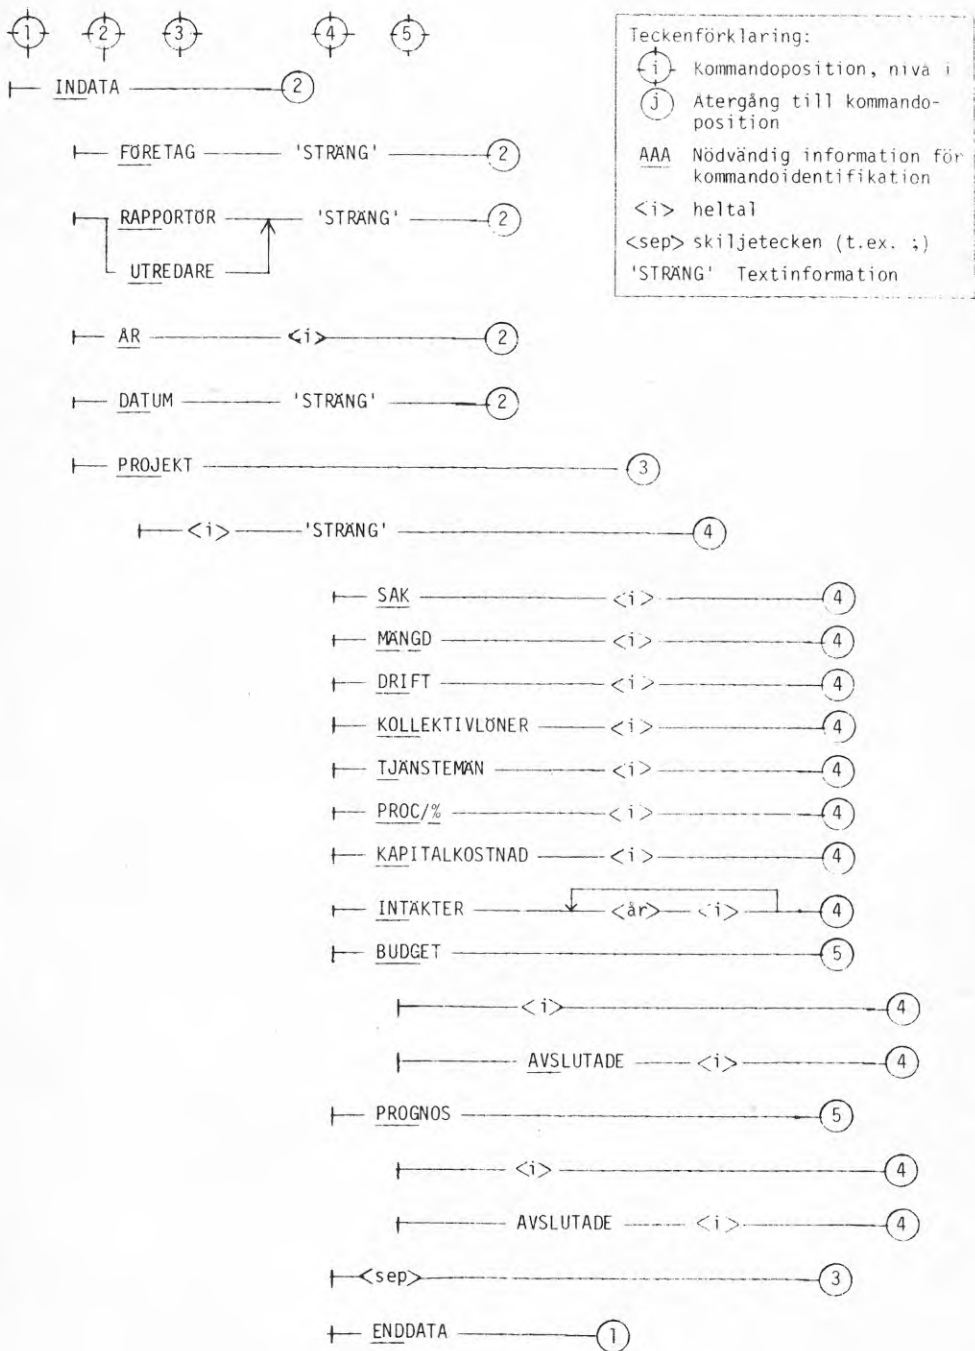 1 2 3 4 5
Teckenförklaring:
i Kommandoposition, nivå i
j Återgång till kommando-
position
AAA Nödvändig information för
kommandoidentifikation
<i> heltal
<sep> skiljetecken (t.ex. ;)
'STRÄNG' Textinformation
INDATA 2
FÖRETAG 'STRÄNG' 2
RAPPORTÖR 'STRÄNG' 2
UTREDARE
ÅR <i> 2
DATUM 'STRÄNG' 2
PROJEKT 3
<i> 'STRÄNG' 4
SAK <i> 4
MÄNGD <i> 4
DRIFT <i> 4
KOLLEKTIVLÖNER <i> 4
TJÄNSTEMÄN <i> 4
PROC/% <i> 4
KAPITALKOSTNAD <i> 4
INTÄKTER <år> <i> 4
BUDGET 5
<i> 4
AVSLUTADE <i> 4
PROGNOS 5
<i> 4
AVSLUTADE <i> 4
<sep> 3
ENDDATA 1